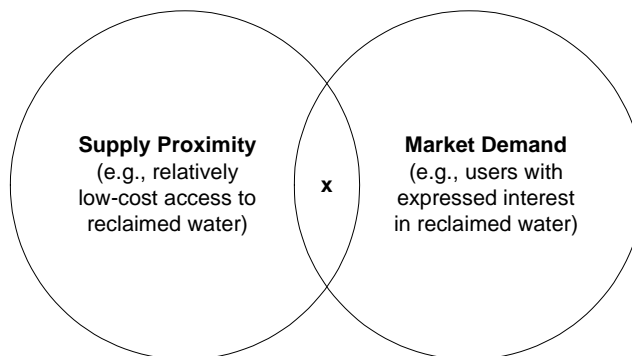 Supply Proximity
(e.g., relatively
low-cost access to
reclaimed water)
x
Market Demand
(e.g., users with
expressed interest
in reclaimed water)